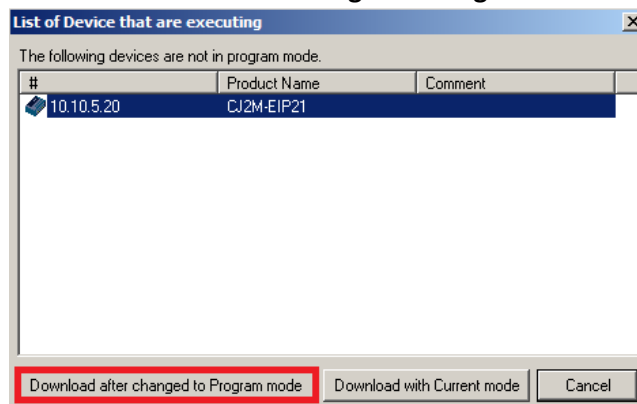 List of Device that are executing
The following devices are not in program mode.
# Product Name Comment
10.10.5.20 CJ2M-EIP21
Download after changed to Program mode Download with Current mode Cancel